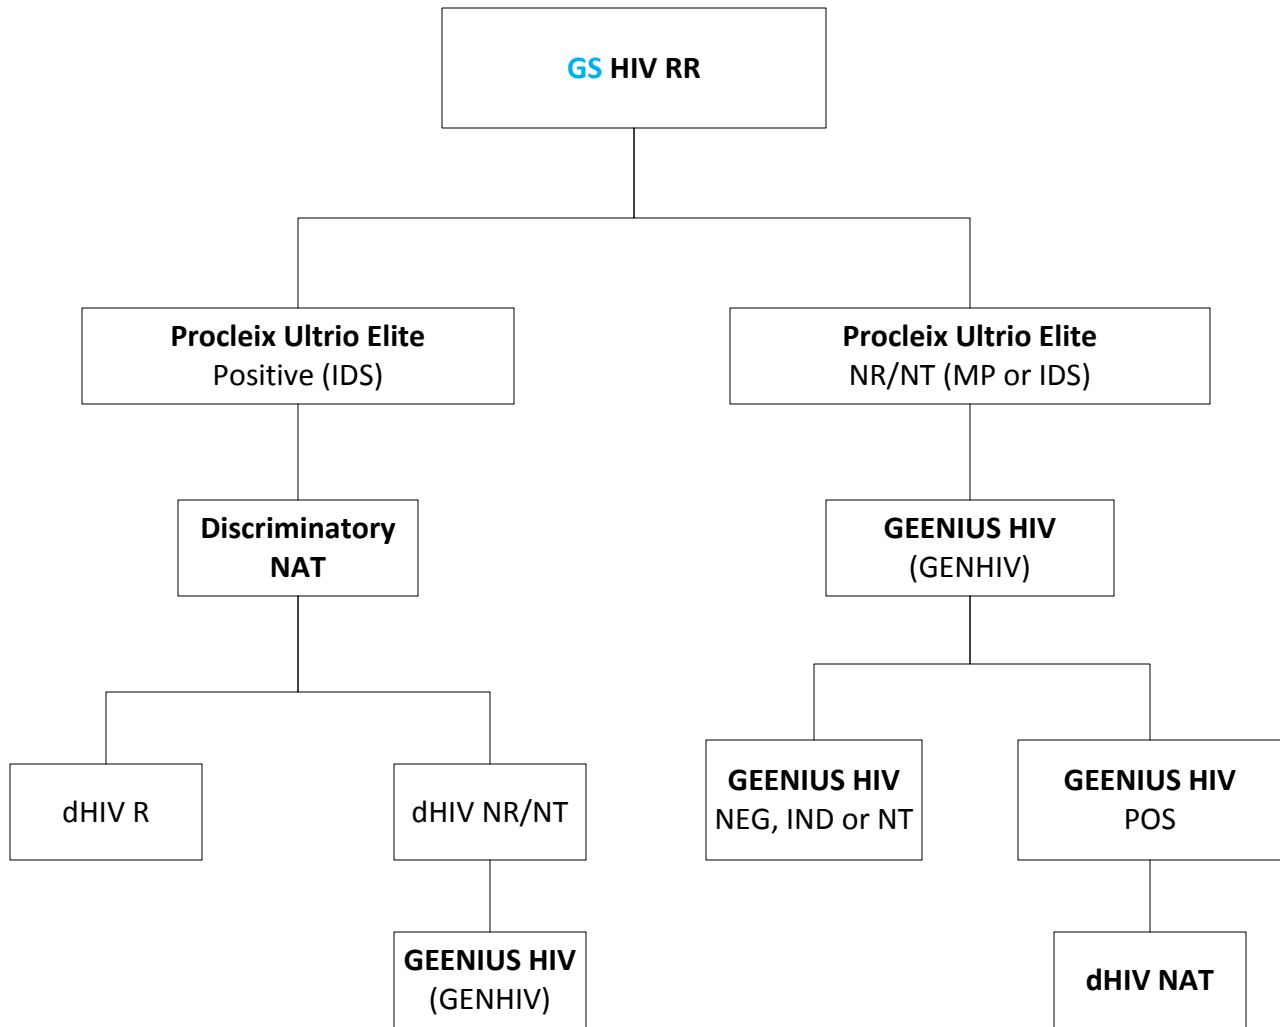 GS HIV RR
Procleix Ultrio Elite
Positive (IDS)
Procleix Ultrio Elite
NR/NT (MP or IDS)
Discriminatory
NAT
GEENIUS HIV
(GENHIV)
dHIV R
dHIV NR/NT
GEENIUS HIV
NEG, IND or NT
GEENIUS HIV
POS
GEENIUS HIV
(GENHIV)
dHIV NAT